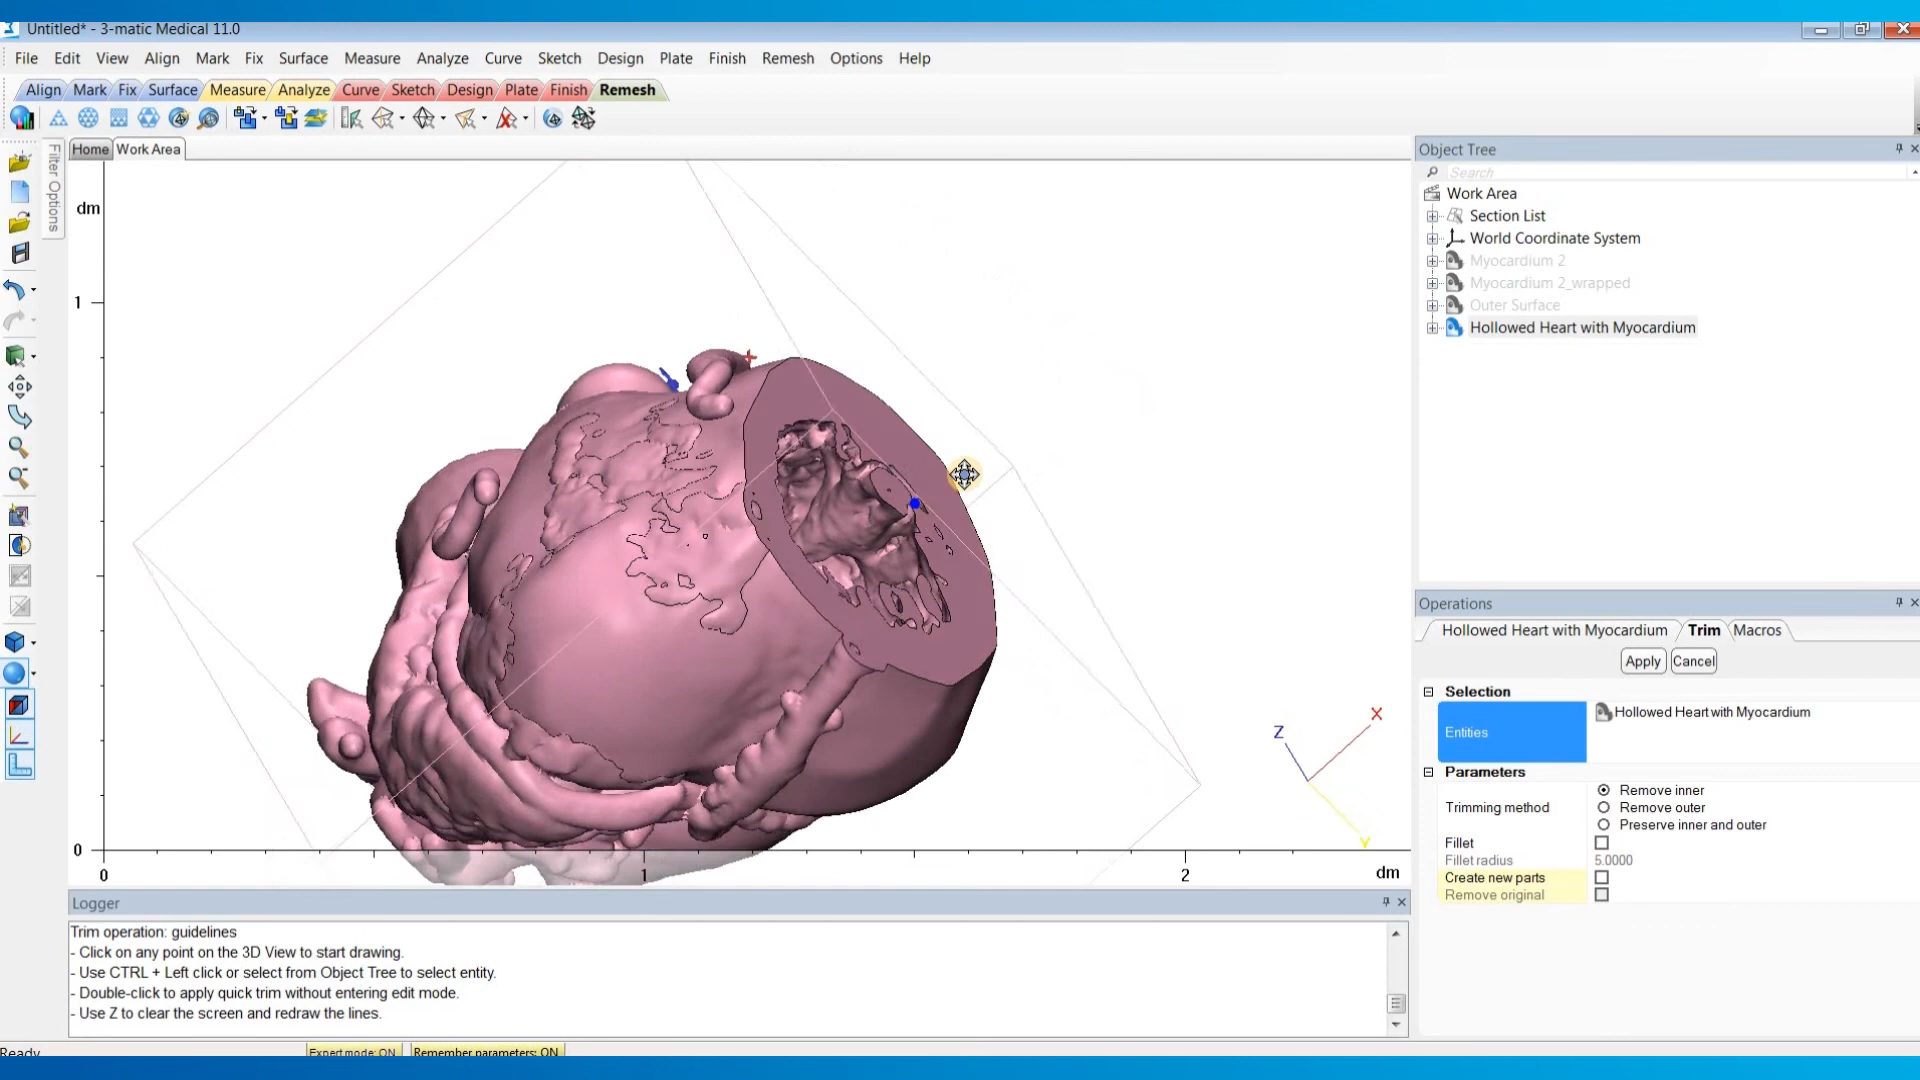 Untitled* - 3-matic Medical 11.0
File Edit View Align Mark Fix Surface Measure Analyze Curve Sketch Design Plate Finish Remesh Options Help
Align Mark Fix Surface Measure Analyze Curve Sketch Design Plate Finish Remesh
Filter Options
Home Work Area
dm
1
0
0 1 2 dm
Z X Y
Object Tree
Search
Work Area
Section List
World Coordinate System
Myocardium 2
Myocardium 2_wrapped
Outer Surface
Hollowed Heart with Myocardium
Operations
Hollowed Heart with Myocardium Trim Macros
Apply Cancel
Selection
Entities Hollowed Heart with Myocardium
Parameters
Trimming method
Remove inner
Remove outer
Preserve inner and outer
Fillet
Fillet radius 5.0000
Create new parts
Remove original
Logger
Trim operation: guidelines
- Click on any point on the 3D View to start drawing.
- Use CTRL + Left click or select from Object Tree to select entity.
- Double-click to apply quick trim without entering edit mode.
- Use Z to clear the screen and redraw the lines.
Ready Expert mode: ON Remember parameters: ON